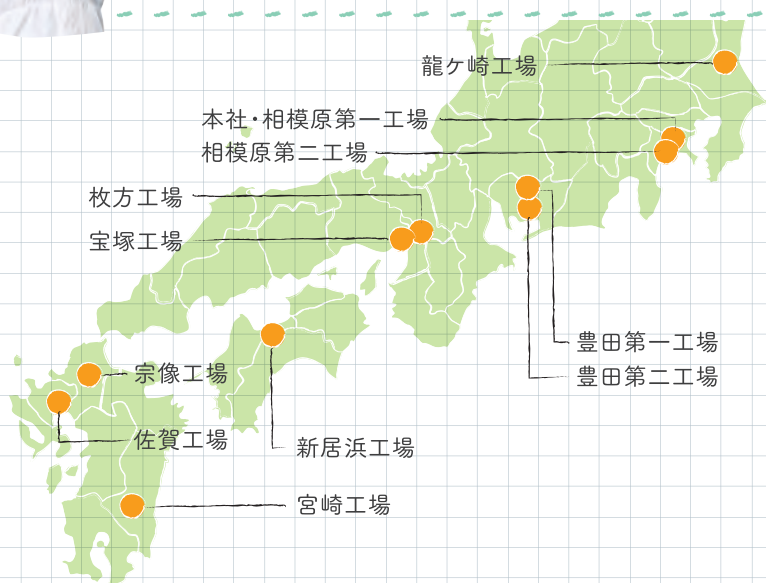 龍ケ崎工場
本社・相模原第一工場
相模原第二工場
枚方工場
宝塚工場
豊田第一工場
豊田第二工場
宗像工場
佐賀工場
新居浜工場
宮崎工場